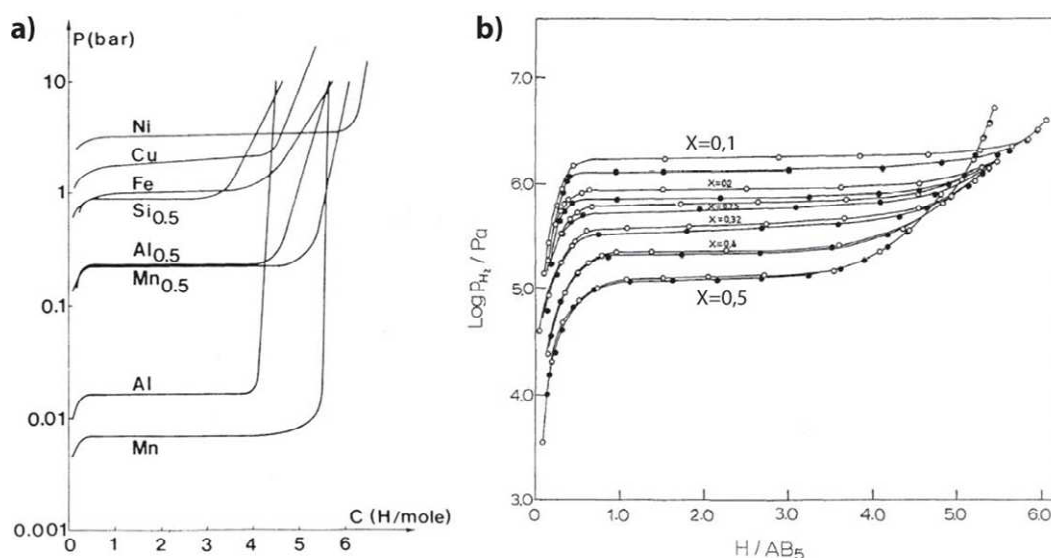 a)
P(bar)
10
1
0.1
0.01
0.001
Ni
Cu
Fe
Si0.5
Al0.5
Mn0.5
Al
Mn
C (H/mole)
0 1 2 3 4 5 6
b)
Log pH2 / Pa
7.0
6.0
5.0
4.0
3.0
X=0,1
X=0,32
X=0,4
X=0,5
0.0 1.0 2.0 3.0 4.0 5.0 6.0
H / AB5